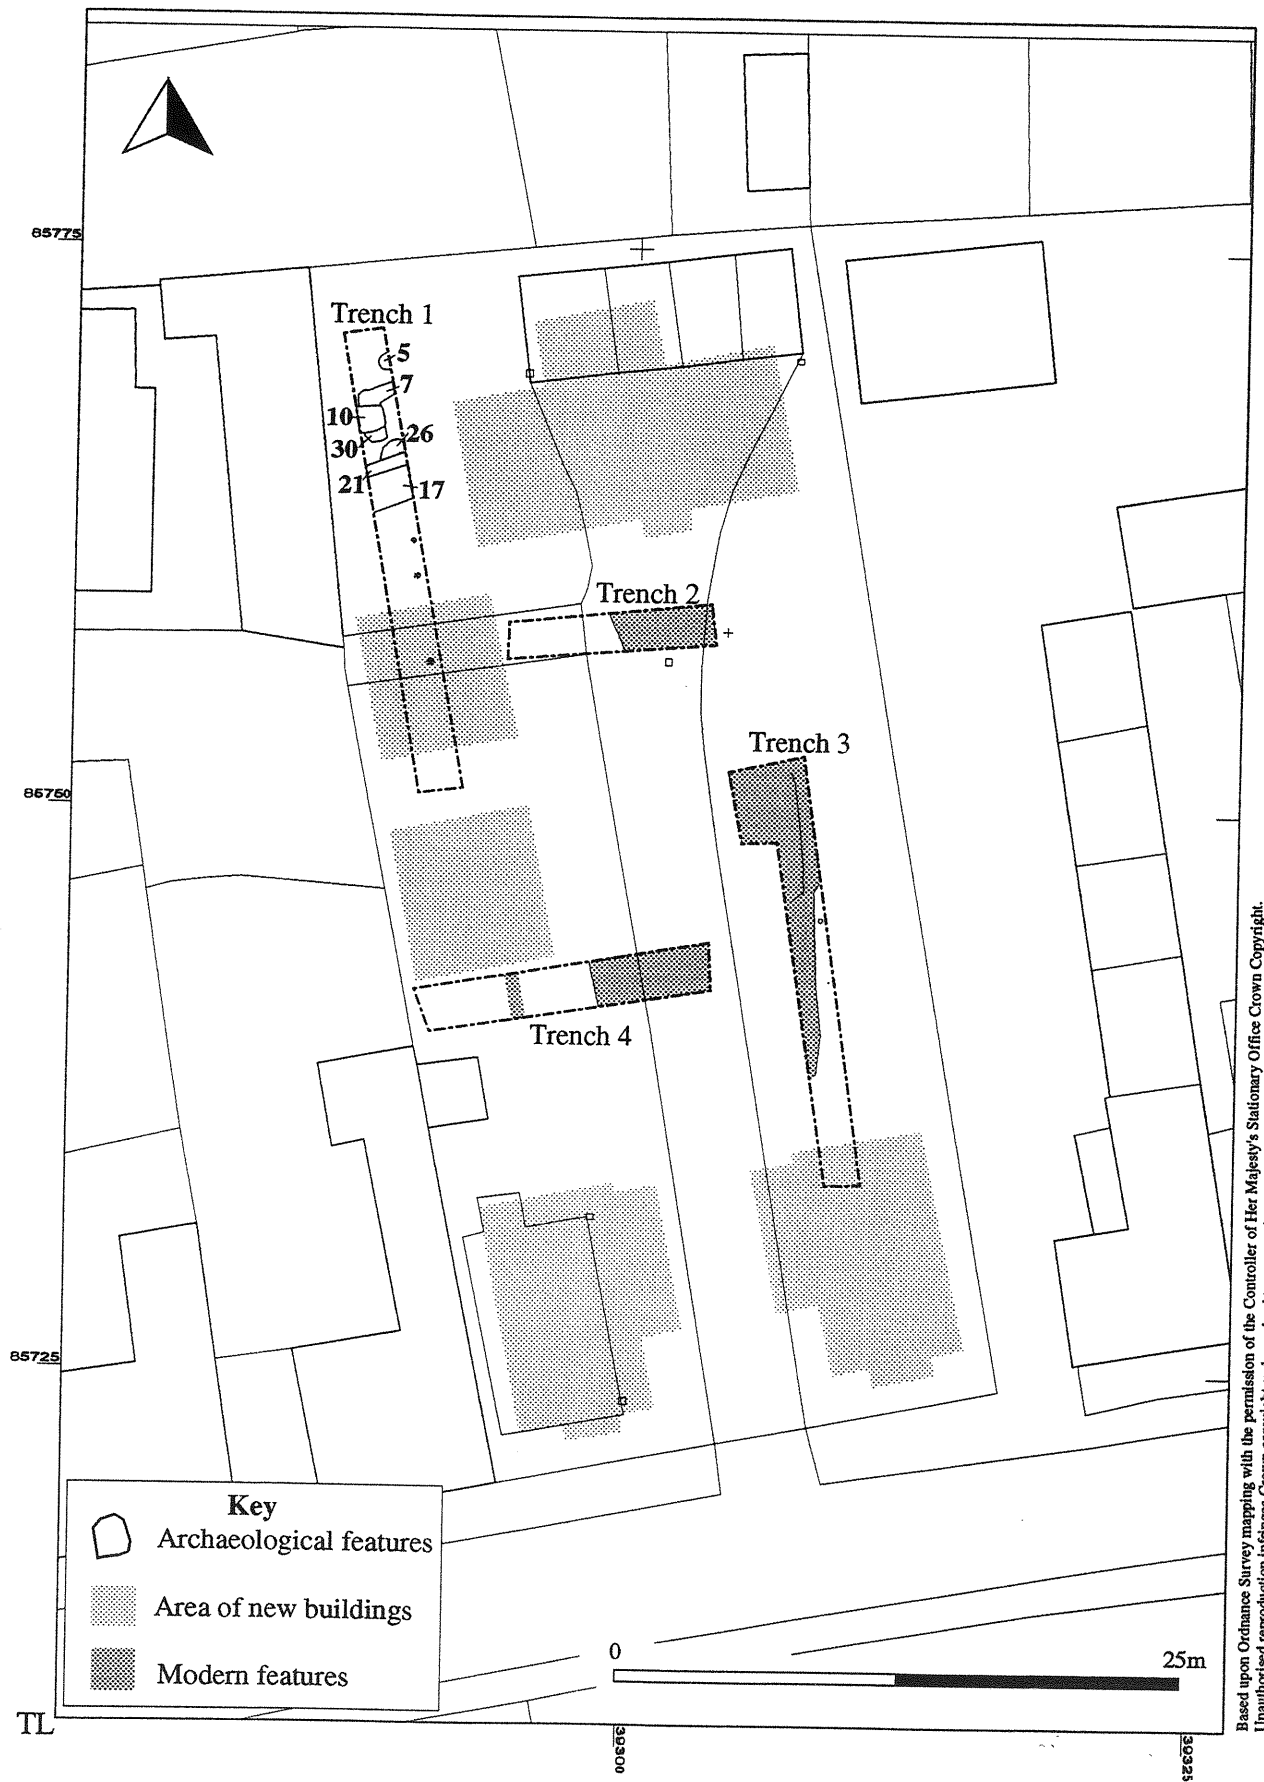 85775
Trench 1
5
7
10
26
30
21
17
Trench 2
Trench 3
85750
Trench 4
85725
Key
Archaeological features
Area of new buildings
Modern features
0
25m
TL
39300
39325
Based upon Ordnance Survey mapping with the permission of the Controller of Her Majesty's Stationary Office Crown Copyright.